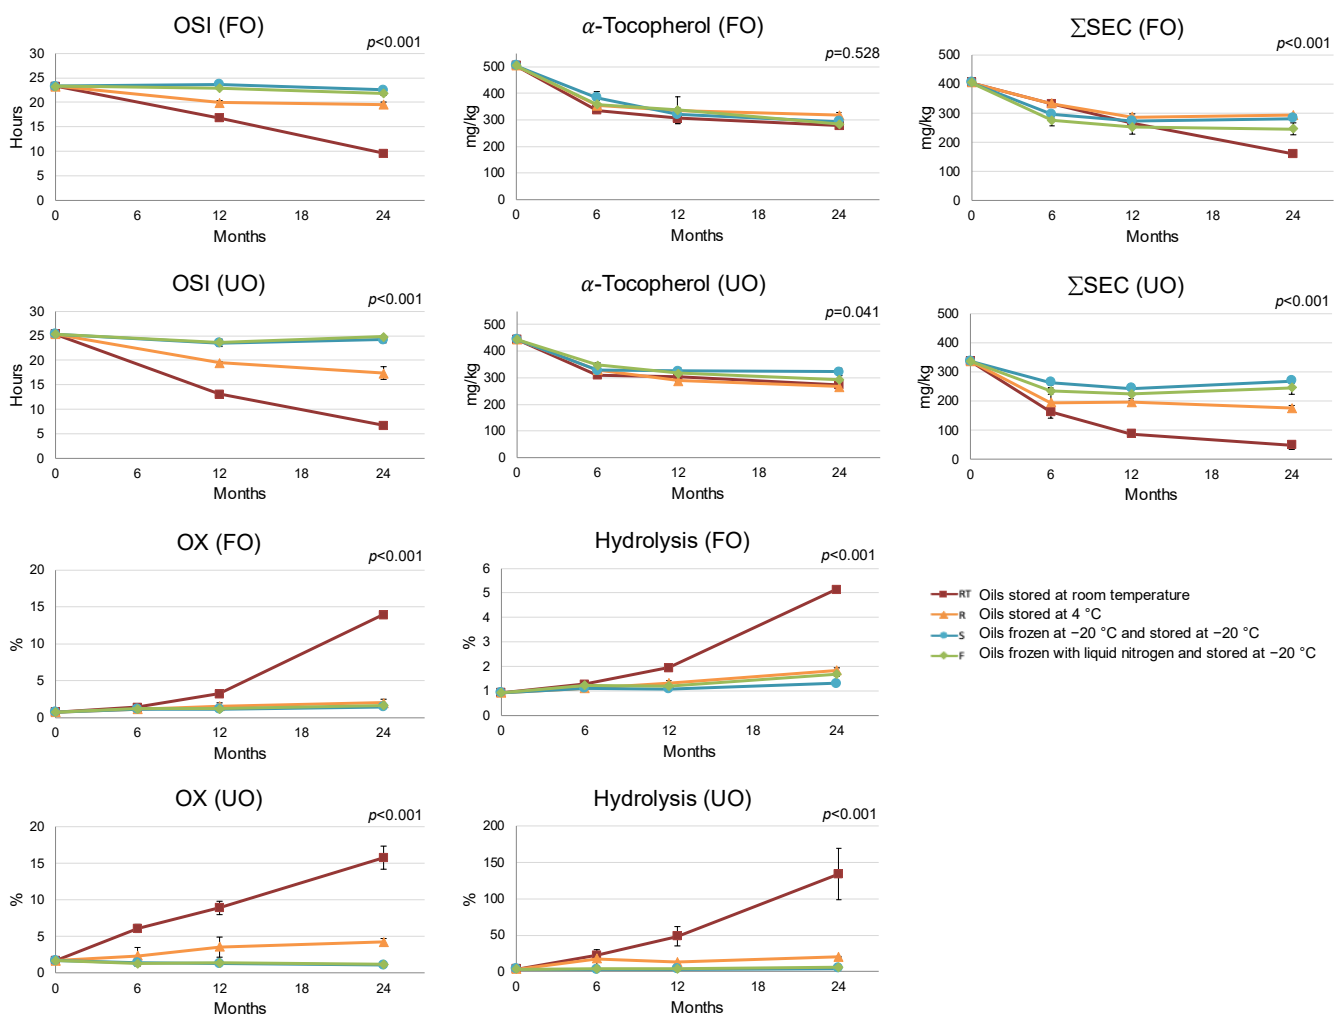 OSI (FO)
p<0.001
30
25
20
15
10
5
0
Hours
0 6 12 18 24
Months
α-Tocopherol (FO)
p=0.528
500
400
300
200
100
0
mg/kg
0 6 12 18 24
Months
∑SEC (FO)
p<0.001
500
400
300
200
100
0
mg/kg
0 6 12 18 24
Months
OSI (UO)
p<0.001
30
25
20
15
10
5
0
Hours
0 6 12 18 24
Months
α-Tocopherol (UO)
p=0.041
500
400
300
200
100
0
mg/kg
0 6 12 18 24
Months
∑SEC (UO)
p<0.001
500
400
300
200
100
0
mg/kg
0 6 12 18 24
Months
OX (FO)
p<0.001
20
15
10
5
0
%
0 6 12 18 24
Months
Hydrolysis (FO)
p<0.001
6
5
4
3
2
1
0
%
0 6 12 18 24
Months
RT Oils stored at room temperature
R Oils stored at 4 °C
S Oils frozen at −20 °C and stored at −20 °C
F Oils frozen with liquid nitrogen and stored at −20 °C
OX (UO)
p<0.001
20
15
10
5
0
%
0 6 12 18 24
Months
Hydrolysis (UO)
p<0.001
200
150
100
50
0
%
0 6 12 18 24
Months